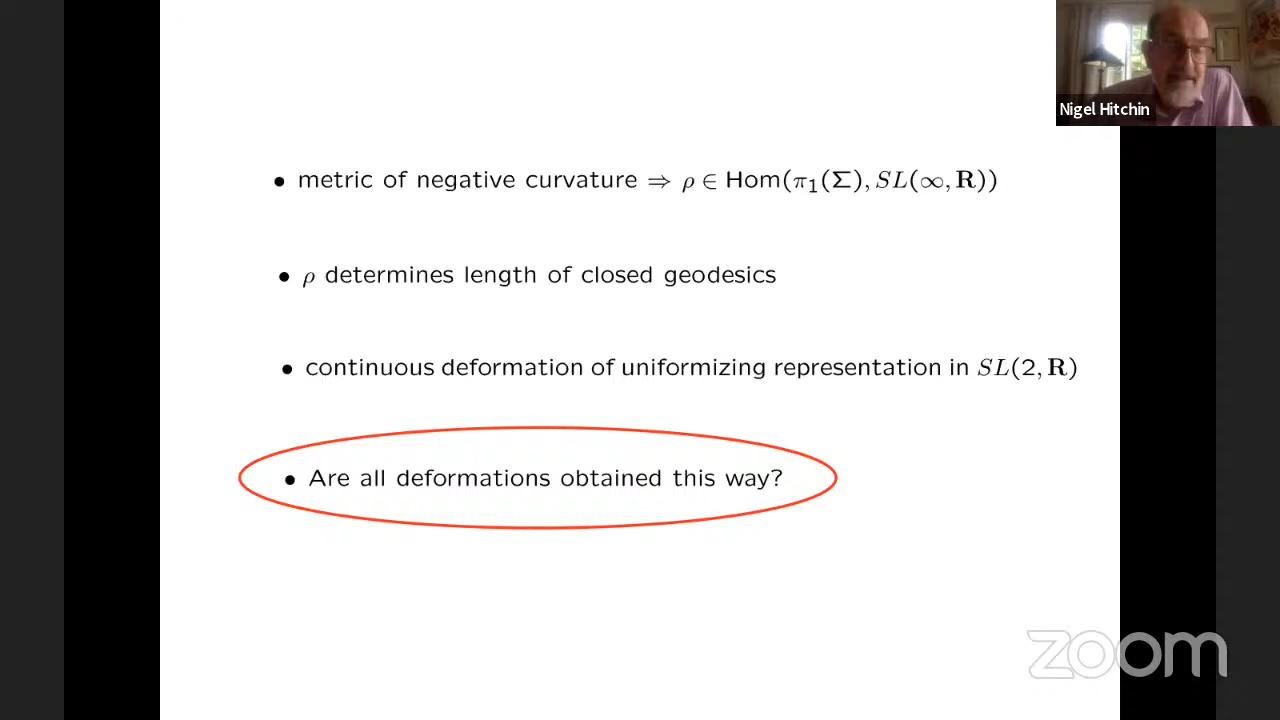 Nigel Hitchin
• metric of negative curvature ⇒ ρ ∈ Hom(π₁(Σ), SL(∞, R))
• ρ determines length of closed geodesics
• continuous deformation of uniformizing representation in SL(2, R)
• Are all deformations obtained this way?
zoom